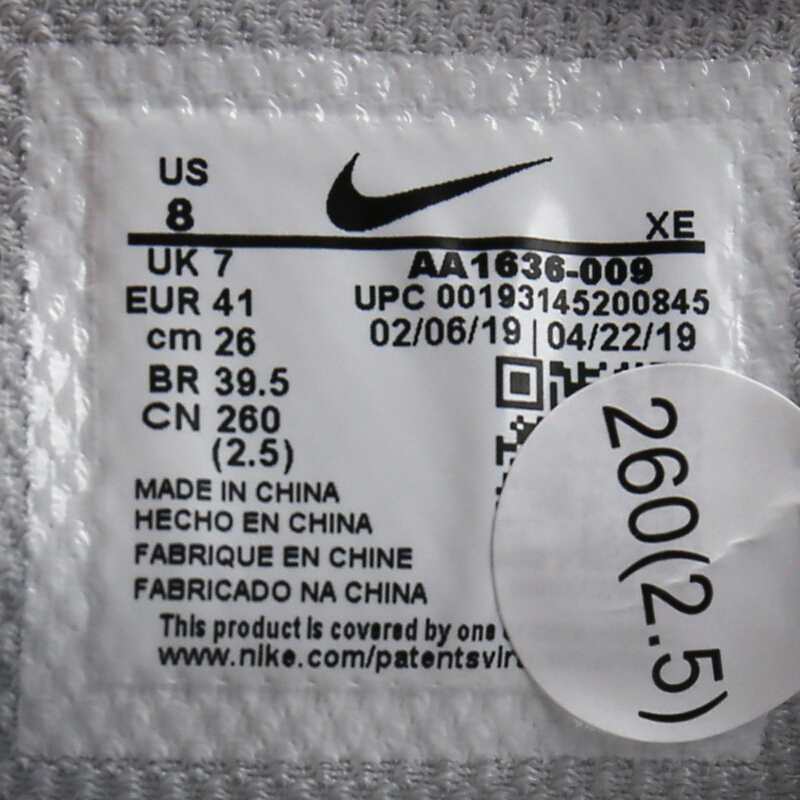 US
8
XE
UK 7
AA1636-009
EUR 41
UPC 00193145200845
cm 26
02/06/19 | 04/22/19
BR 39.5
CN 260
(2.5)
MADE IN CHINA
HECHO EN CHINA
FABRIQUE EN CHINE
FABRICADO NA CHINA
This product is covered by one
www.nike.com/patentsvir
260(2.5)